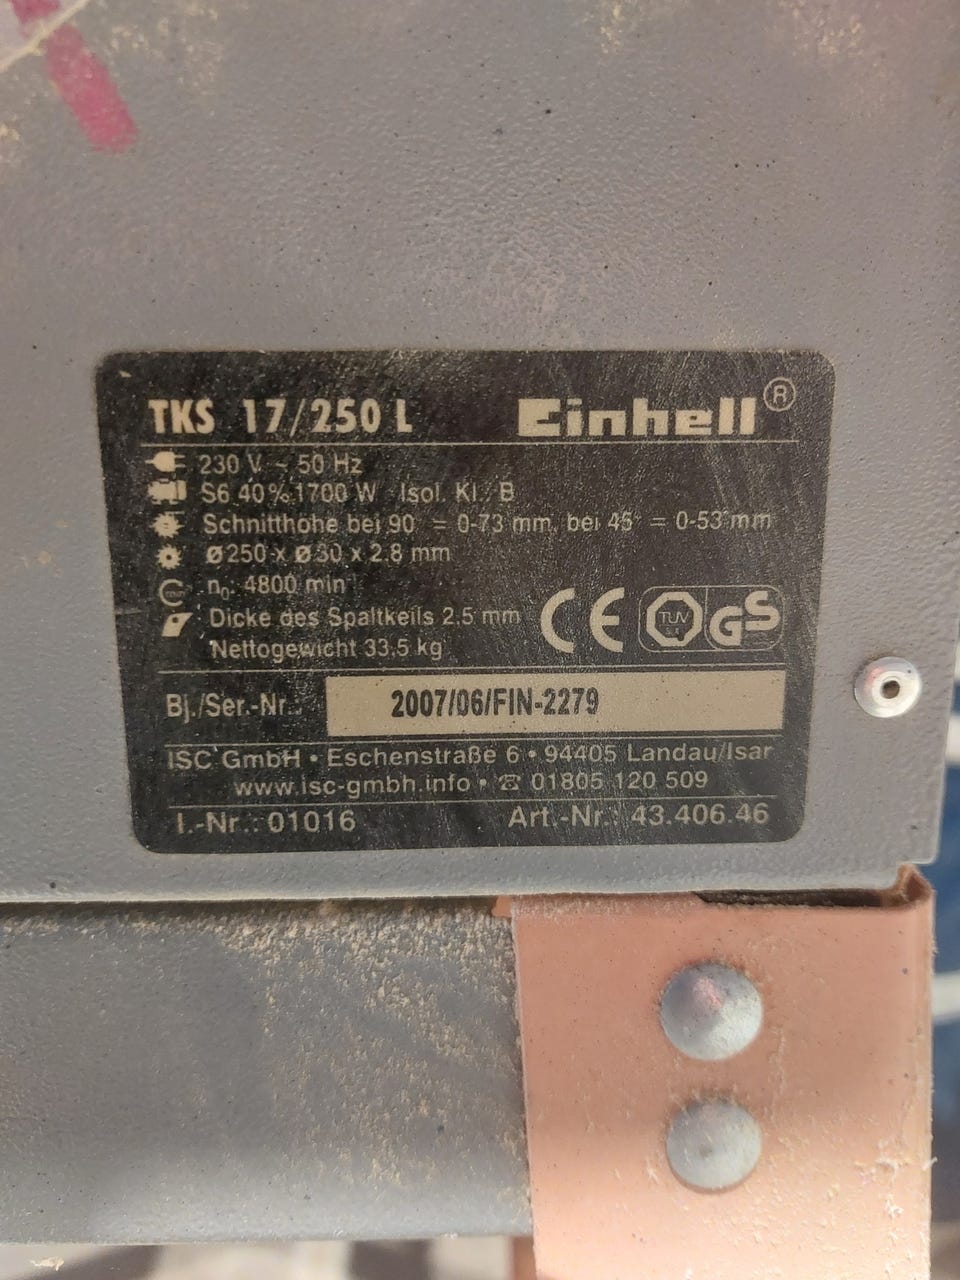 TKS 17/250 L Einhell ®
230 V ~ 50 Hz
S6 40% 1700 W Isol. Kl.: B
Schnitthöhe bei 90° = 0-73 mm, bei 45° = 0-53 mm
ø250 x ø30 x 2.8 mm
n₀: 4800 min
Dicke des Spaltkeils 2.5 mm
Nettogewicht 33,5 kg
CE TÜV GS
Bj./Ser.-Nr.: 2007/06/FIN-2279
ISC GmbH • Eschenstraße 6 • 94405 Landau/Isar
www.isc-gmbh.info • ☎ 01805 120 509
I.-Nr.: 01016 Art.-Nr.: 43.406.46